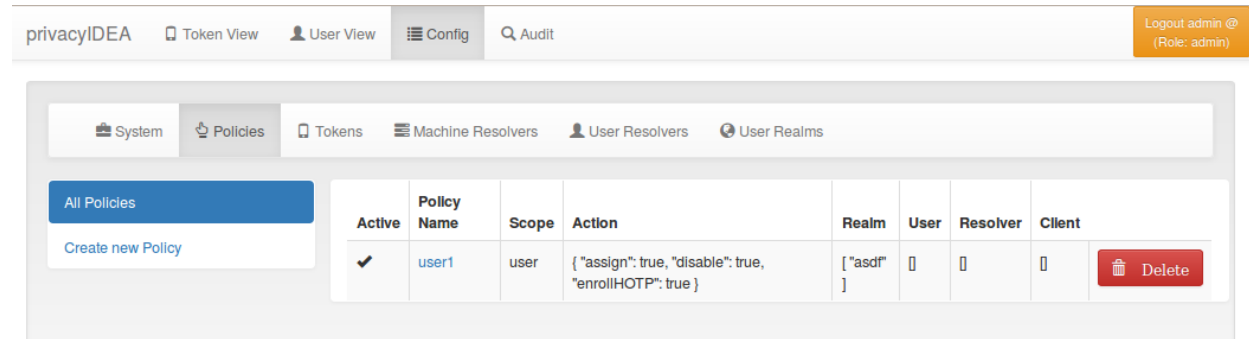 privacyIDEA Token View User View Config Audit Logout admin @
(Role: admin)
System Policies Tokens Machine Resolvers User Resolvers User Realms
All Policies
Create new Policy
Active Policy Name Scope Action Realm User Resolver Client
user1 user { "assign": true, "disable": true, [ "asdf" [] [] [] Delete
"enrollHOTP": true } ]